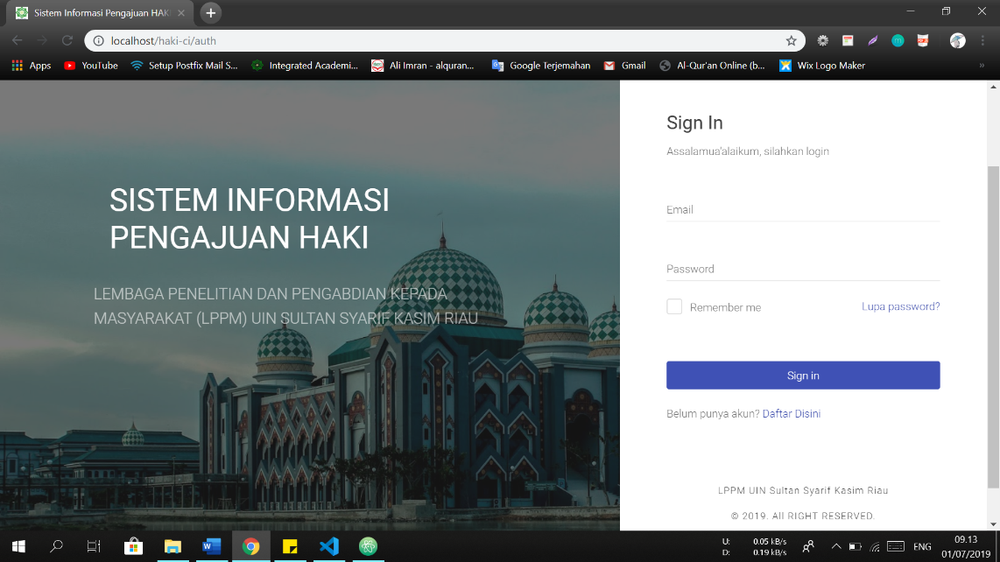 Sistem Informasi Pengajuan HAK
localhost/haki-ci/auth
Apps
YouTube
Setup Postfix Mail S...
Integrated Academi...
Ali Imran - alquran...
Google Terjemahan
Gmail
Al-Qur'an Online (b...
Wix Logo Maker
»
SISTEM INFORMASI
PENGAJUAN HAKI
LEMBAGA PENELITIAN DAN PENGABDIAN KEPADA
MASYARAKAT (LPPM) UIN SULTAN SYARIF KASIM RIAU
Sign In
Assalamua'alaikum, silahkan login
Email
Password
Remember me
Lupa password?
Sign in
Belum punya akun? Daftar Disini
LPPM UIN Sultan Syarif Kasim Riau
© 2019. All RIGHT RESERVED.
U: 0.05 kB/s
D: 0.19 kB/s
ENG
09.13
01/07/2019